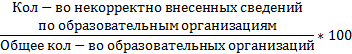 Кол − во некорректно внесенных сведений
по образовательным организациям
Общее кол − во образовательных организаций
∗ 100